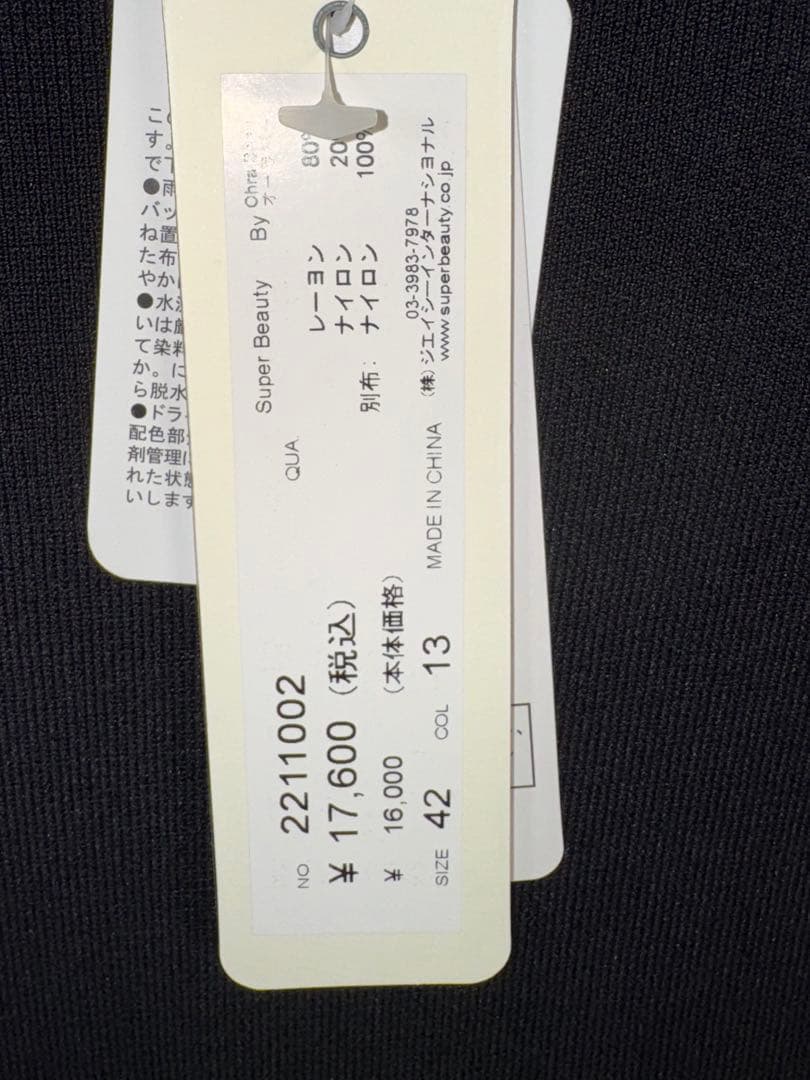 NO 2211002
¥ 17,600 (税込)
¥ 16,000 (本体価格)
SIZE 42 COL 13
Super Beauty By
QUA.
レーヨン 80%
ナイロン 20
別布: ナイロン 100%
MADE IN CHINA
03-3983-7978
(株) ジェイシーインターナショナル
www.superbeauty.co.jp
す。
で下
●雨
バッ
ね置
た布
やか
●水
いは
て染料
か。に
ら脱水
●ドラ
配色部
剤管理
れた状
いします